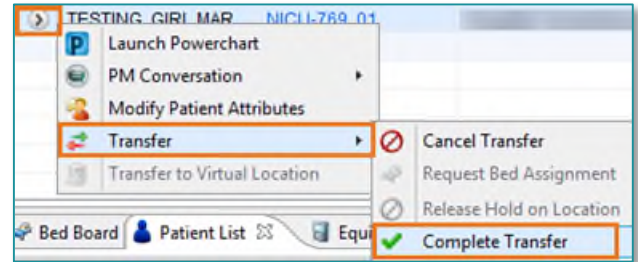 TESTING, GIRL MAR NICU-769 01
Launch Powerchart
PM Conversation
Modify Patient Attributes
Transfer
Cancel Transfer
Transfer to Virtual Location
Request Bed Assignment
Release Hold on Location
Bed Board Patient List Equi
Complete Transfer